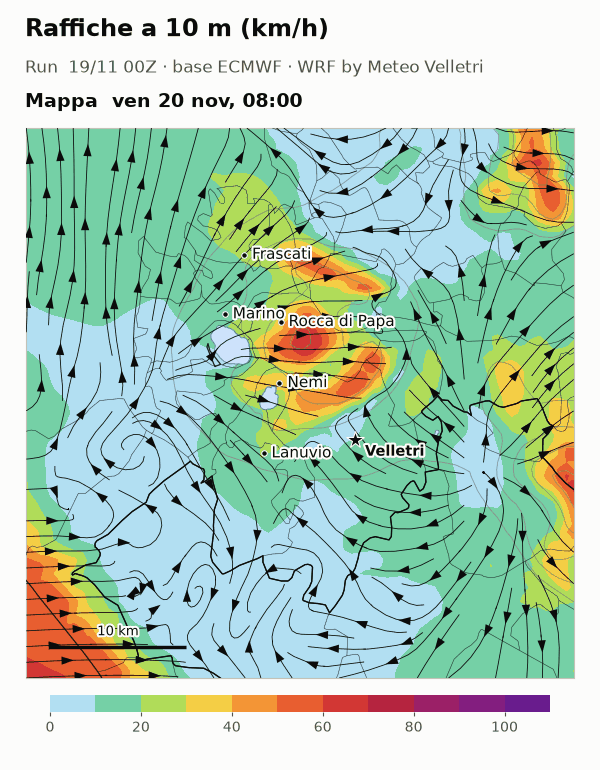 Raffiche a 10 m (km/h)
Run  19/11 00Z · base ECMWF · WRF by Meteo Velletri
Mappa  ven 20 nov, 08:00
Frascati
Marino
Rocca di Papa
Nemi
Velletri
Lanuvio
10 km
0 20 40 60 80 100